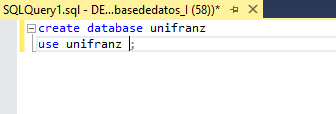 SQLQuery1.sql - DE...basededatos_I (58))*
create database unifranz
use unifranz ;